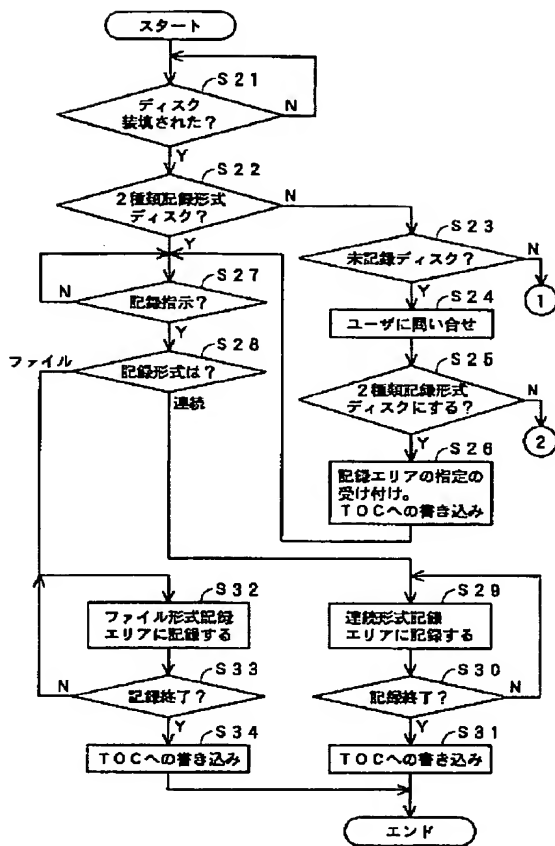 スタート
S21
ディスク
装填された?
N
Y
S22
2種類記録形式
ディスク?
N
Y
S23
未記録ディスク?
N
1
Y
S24
ユーザに問い合せ
S25
2種類記録形式
ディスクにする?
N
2
Y
S26
記録エリアの指定の
受け付け。
TOCへの書き込み
S27
記録指示?
N
Y
S28
記録形式は?
ファイル
連続
S32
ファイル形式記録
エリアに記録する
S33
記録終了?
N
Y
S34
TOCへの書き込み
S29
連続形式記録
エリアに記録する
S30
記録終了?
N
Y
S31
TOCへの書き込み
エンド